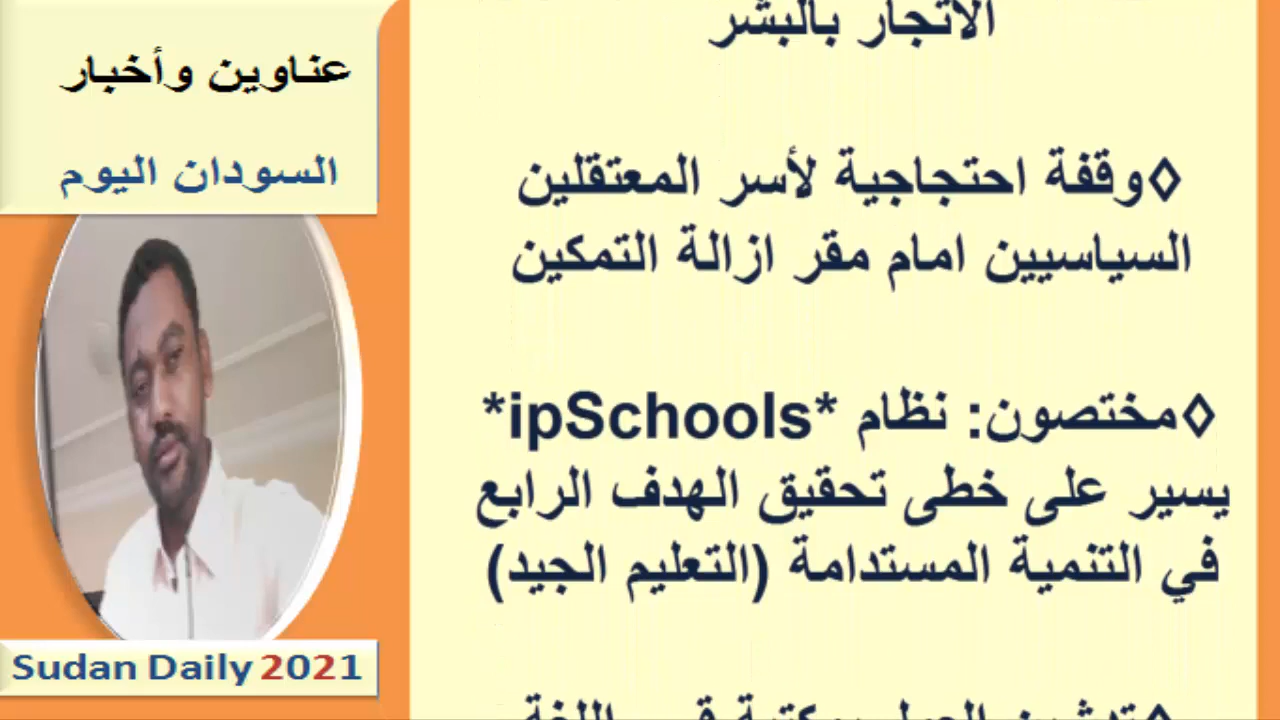 عناوين وأخبار
السودان اليوم
Sudan Daily 2021
الاتجار بالبشر
◊وقفة احتجاجية لأسر المعتقلين
السياسيين امام مقر ازالة التمكين
◊مختصون: نظام *ipSchools*
يسير على خطى تحقيق الهدف الرابع
في التنمية المستدامة (التعليم الجيد)